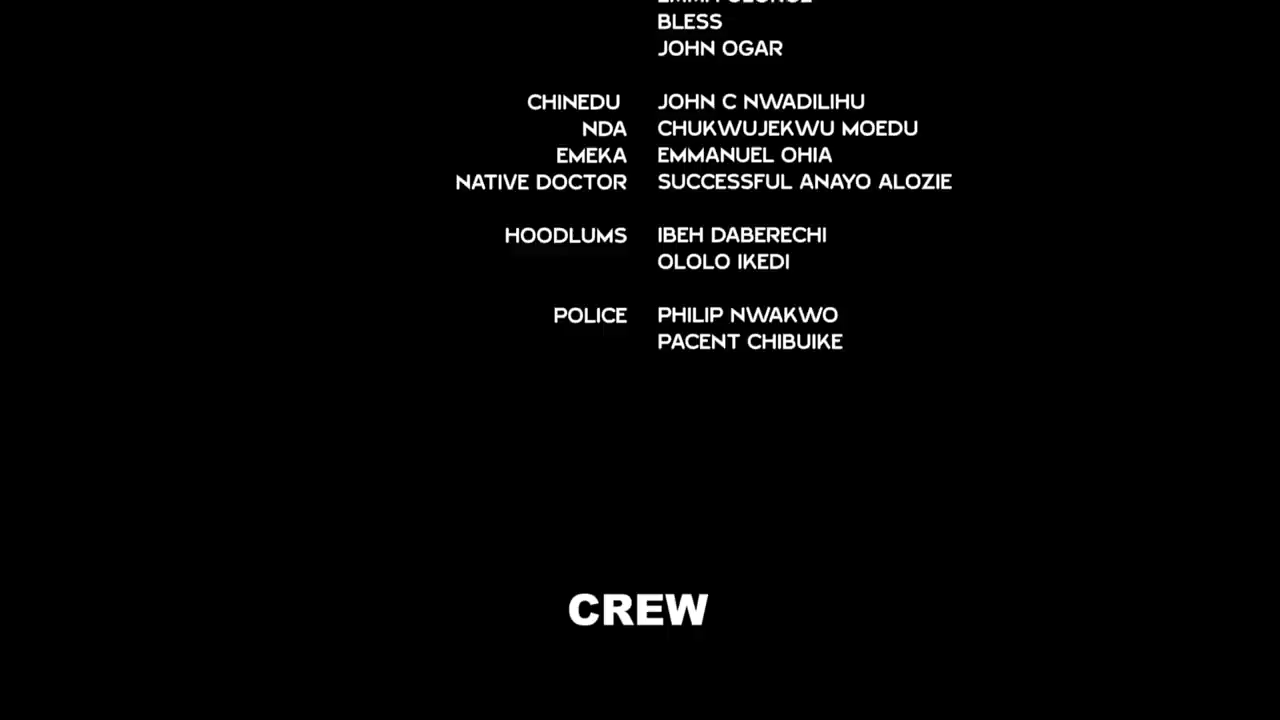 BLESS
JOHN OGAR
CHINEDU JOHN C NWADILIHU
NDA CHUKWUJEKWU MOEDU
EMEKA EMMANUEL OHIA
NATIVE DOCTOR SUCCESSFUL ANAYO ALOZIE
HOODLUMS IBEH DABERECHI
OLOLO IKEDI
POLICE PHILIP NWAKWO
PACENT CHIBUIKE
CREW